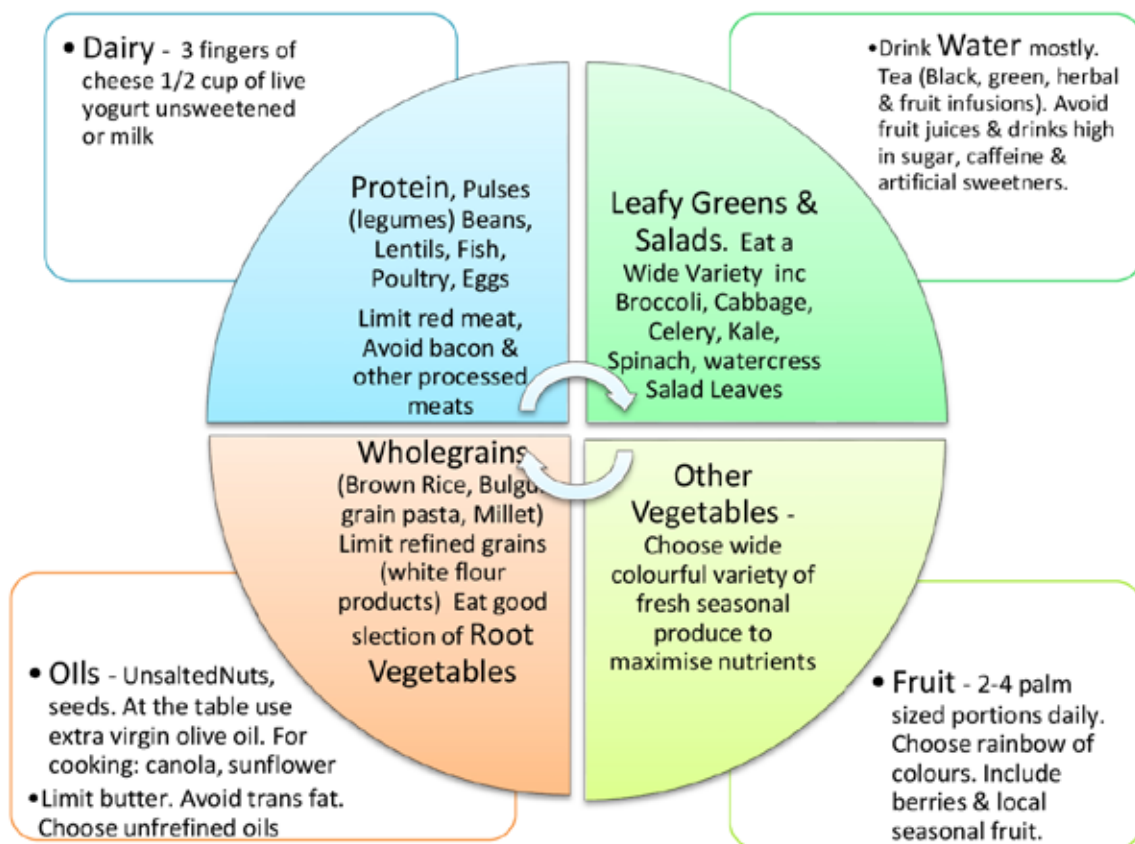 • Dairy - 3 fingers of
cheese 1/2 cup of live
yogurt unsweetened
or milk
•Drink Water mostly.
Tea (Black, green, herbal
& fruit infusions). Avoid
fruit juices & drinks high
in sugar, caffeine &
artificial sweetners.
Protein, Pulses
(legumes) Beans,
Lentils, Fish,
Poultry, Eggs
Limit red meat,
Avoid bacon &
other processed
meats
Leafy Greens &
Salads. Eat a
Wide Variety inc
Broccoli, Cabbage,
Celery, Kale,
Spinach, watercress
Salad Leaves
Wholegrains
(Brown Rice,
grain pasta, Millet)
Limit refined grains
(white flour
products) Eat good
slection of Root
Vegetables
Other
Vegetables -
Choose wide
colourful variety of
fresh seasonal
produce to
maximise nutrients
• OIls - UnsaltedNuts,
seeds. At the table use
extra virgin olive oil. For
cooking: canola, sunflower
•Limit butter. Avoid trans fat.
Choose unfrefined oils
• Fruit - 2-4 palm
sized portions daily.
Choose rainbow of
colours. Include
berries & local
seasonal fruit.